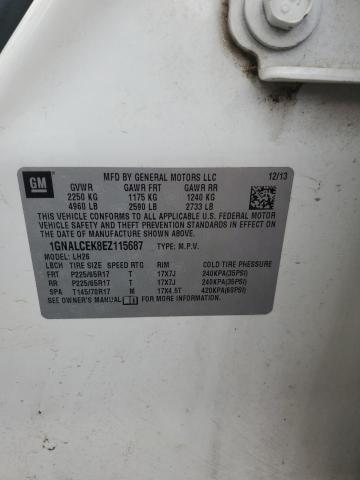 GM
MFD BY GENERAL MOTORS LLC 12/13
GVWR GAWR FRT GAWR RR
2250 KG 1175 KG 1240 KG
4960 LB 2590 LB 2733 LB
THIS VEHICLE CONFORMS TO ALL APPLICABLE U.S. FEDERAL MOTOR
VEHICLE SAFETY, BUMPER, AND THEFT PREVENTION STANDARDS
IN EFFECT ON THE DATE OF MANUFACTURE SHOWN ABOVE.
1GNALCEK8EZ115687 TYPE: M.P.V.
MODEL: LH26
LBCH TIRE SIZE SPEED RTG RIM COLD TIRE PRESSURE
FRT P225/65R17 T 17X7J 240KPA(35PSI)
RR P225/65R17 T 17X7J 240KPA(35PSI)
SPA T145/70R17 M 17X4.5T 420KPA(60PSI)
SEE OWNER'S MANUAL FOR MORE INFORMATION.